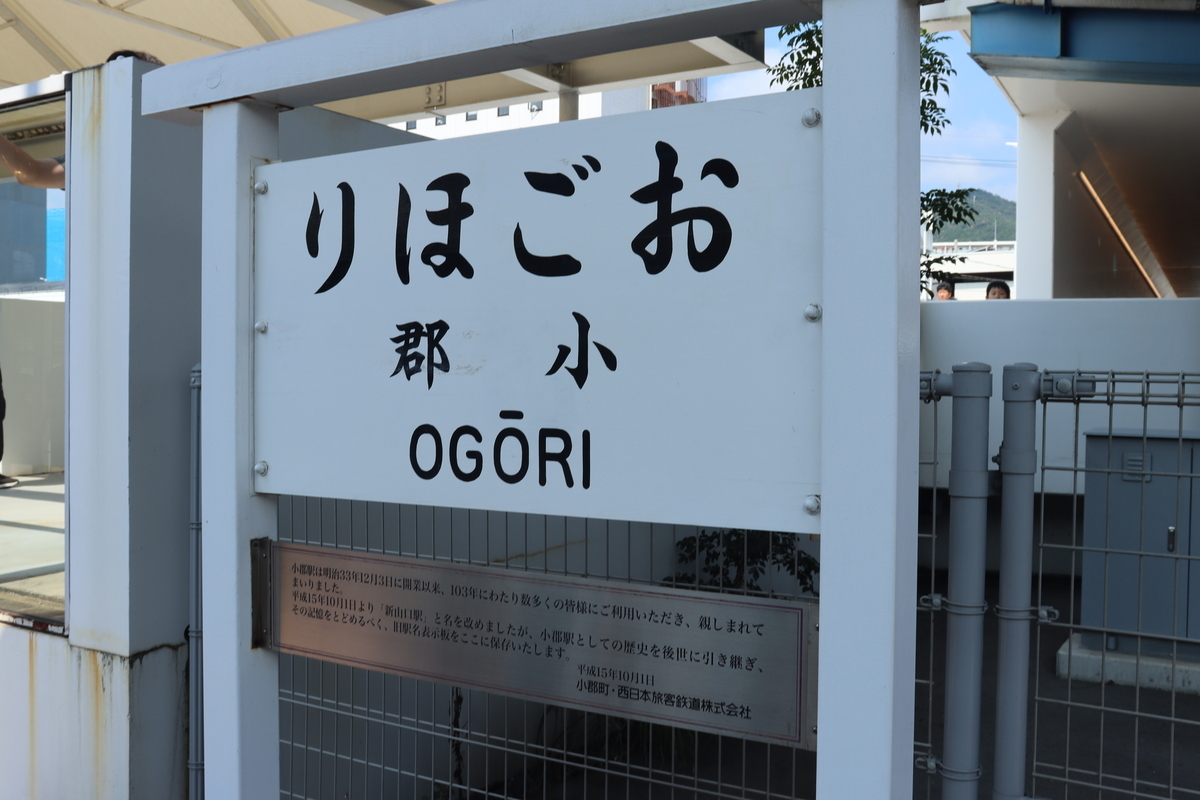 おごほり
小郡
OGŌRI
小郡駅は明治33年12月3日に開業以来、103年にわたり数多くの皆様にご利用いただき、親しまれて
まいりました。
平成15年10月1日より「新山口駅」と名を改めましたが、小郡駅としての歴史を後世に引き継ぎ、
その記憶をとどめるべく、旧駅名表示板をここに保存いたします。
平成15年10月1日
小郡町・西日本旅客鉄道株式会社